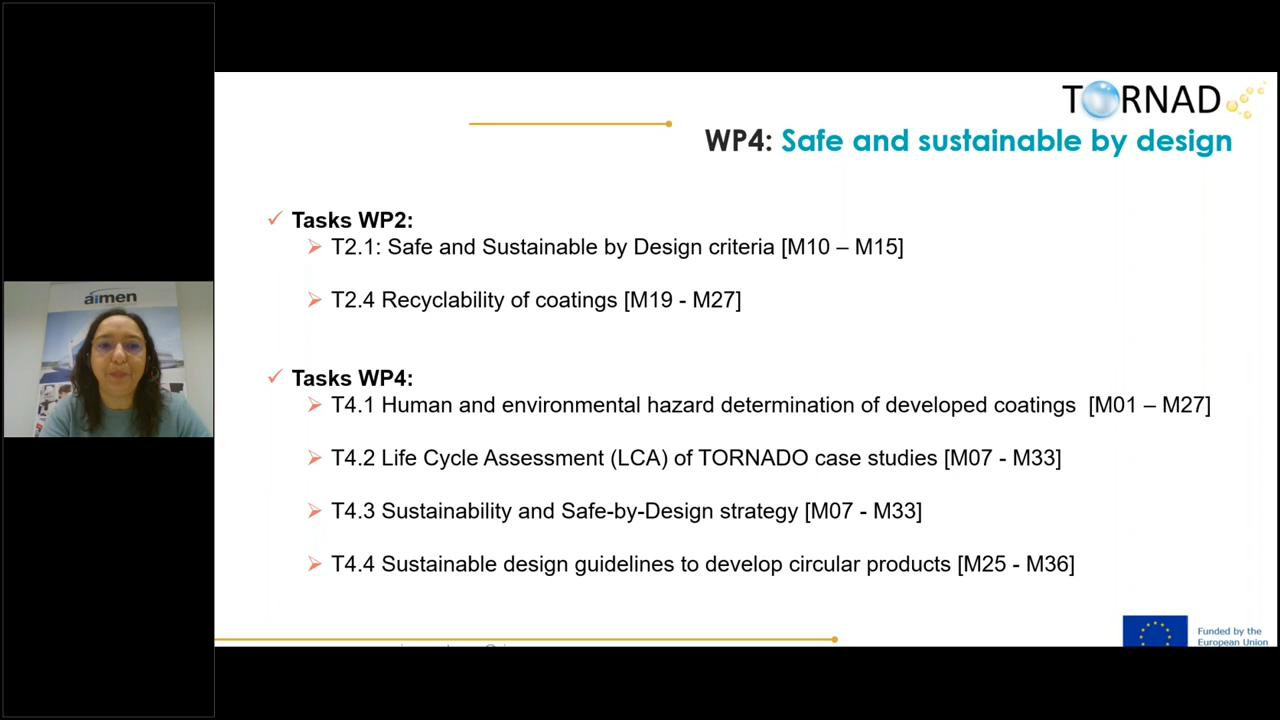 TORNAD
WP4: Safe and sustainable by design
Tasks WP2:
T2.1: Safe and Sustainable by Design criteria [M10 – M15]
T2.4 Recyclability of coatings [M19 - M27]
aimen
Tasks WP4:
T4.1 Human and environmental hazard determination of developed coatings [M01 – M27]
T4.2 Life Cycle Assessment (LCA) of TORNADO case studies [M07 - M33]
T4.3 Sustainability and Safe-by-Design strategy [M07 - M33]
T4.4 Sustainable design guidelines to develop circular products [M25 - M36]
Funded by the
European Union